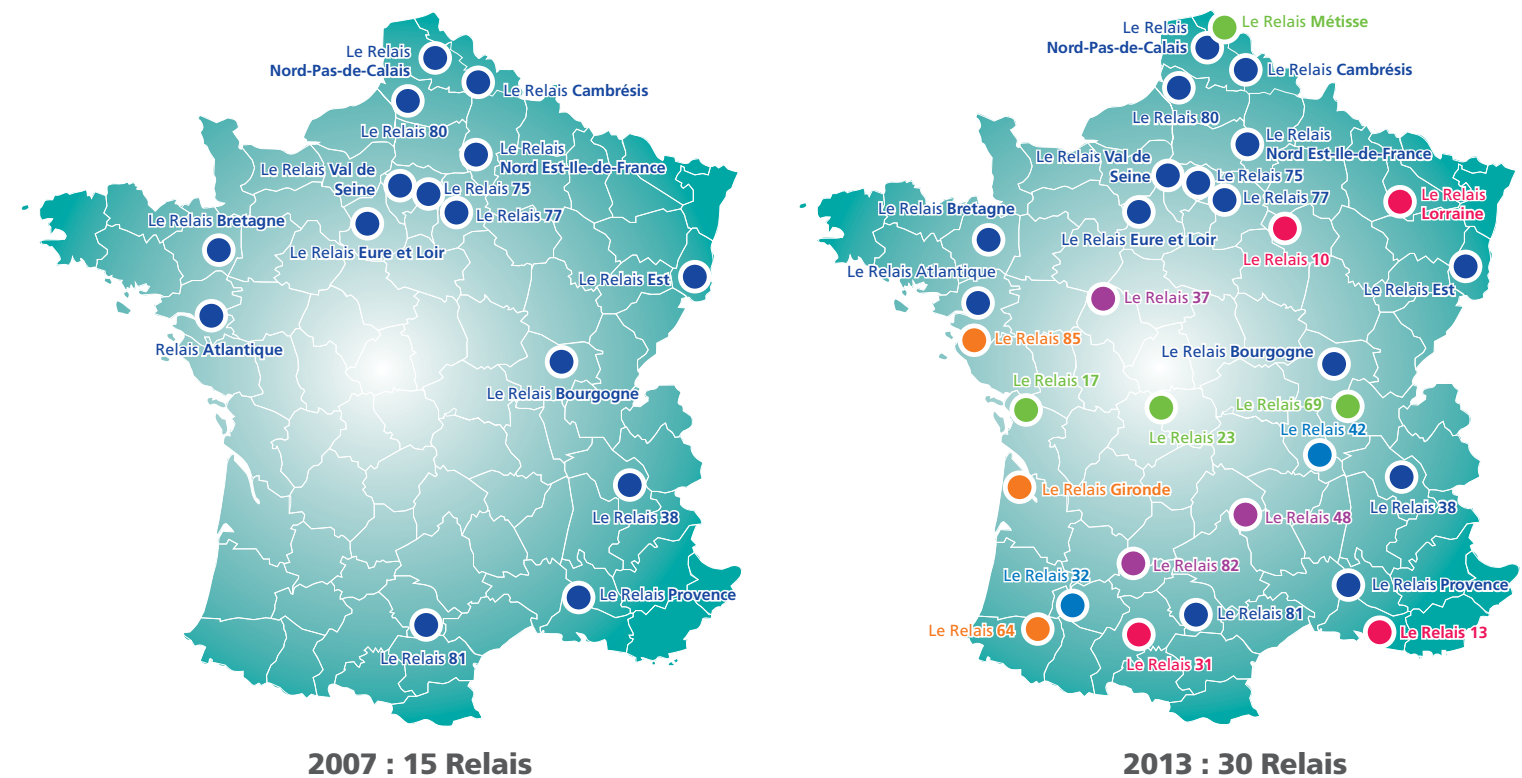 Le Relais
Nord-Pas-de-Calais
Le Relais Cambrésis
Le Relais 80
Le Relais
Nord Est-Ile-de-France
Le Relais Val de
Seine
Le Relais 75
Le Relais 77
Le Relais Bretagne
Le Relais Eure et Loir
Le Relais Est
Relais Atlantique
Le Relais Bourgogne
Le Relais 38
Le Relais Provence
Le Relais 81
2007 : 15 Relais
Le Relais Métisse
Le Relais
Nord-Pas-de-Calais
Le Relais Cambrésis
Le Relais 80
Le Relais
Nord Est-Ile-de-France
Le Relais Val de
Seine
Le Relais 75
Le Relais 77
Le Relais
Lorraine
Le Relais Bretagne
Le Relais Eure et Loir
Le Relais 10
Le Relais Atlantique
Le Relais Est
Le Relais 37
Le Relais 85
Le Relais Bourgogne
Le Relais 17
Le Relais 69
Le Relais 23
Le Relais 42
Le Relais Gironde
Le Relais 38
Le Relais 48
Le Relais 82
Le Relais 32
Le Relais Provence
Le Relais 81
Le Relais 64
Le Relais 13
Le Relais 31
2013 : 30 Relais